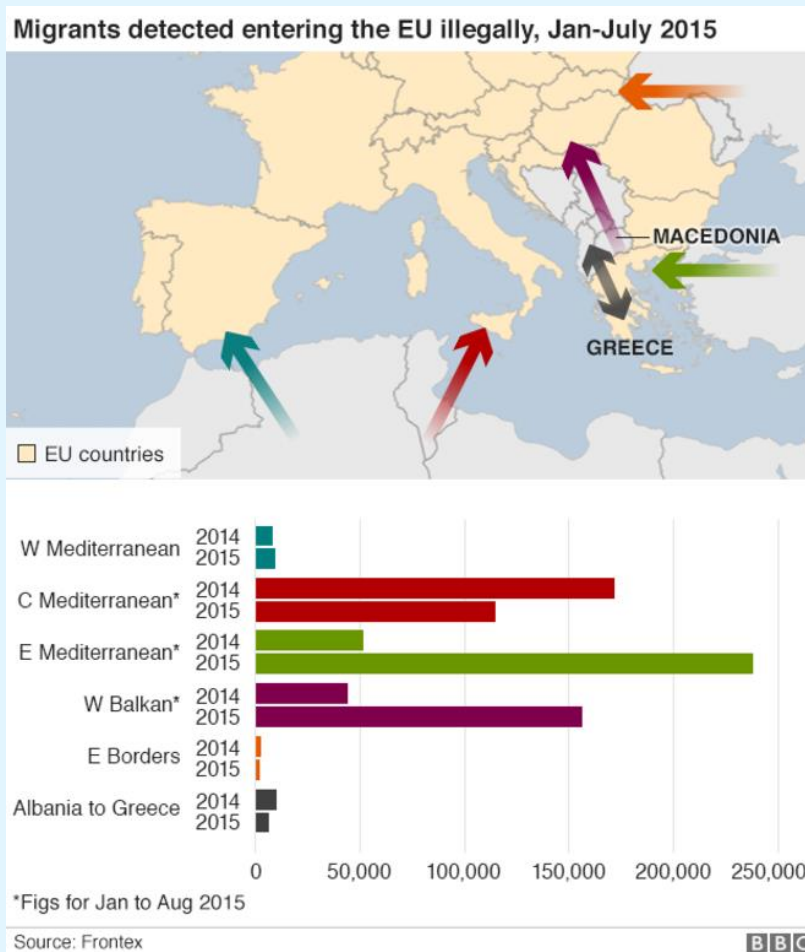 Migrants detected entering the EU illegally, Jan-July 2015
MACEDONIA
GREECE
EU countries
W Mediterranean 2014
2015
C Mediterranean* 2014
2015
E Mediterranean* 2014
2015
W Balkan* 2014
2015
E Borders 2014
2015
Albania to Greece 2014
2015
0 50,000 100,000 150,000 200,000 250,000
*Figs for Jan to Aug 2015
Source: Frontex BBC